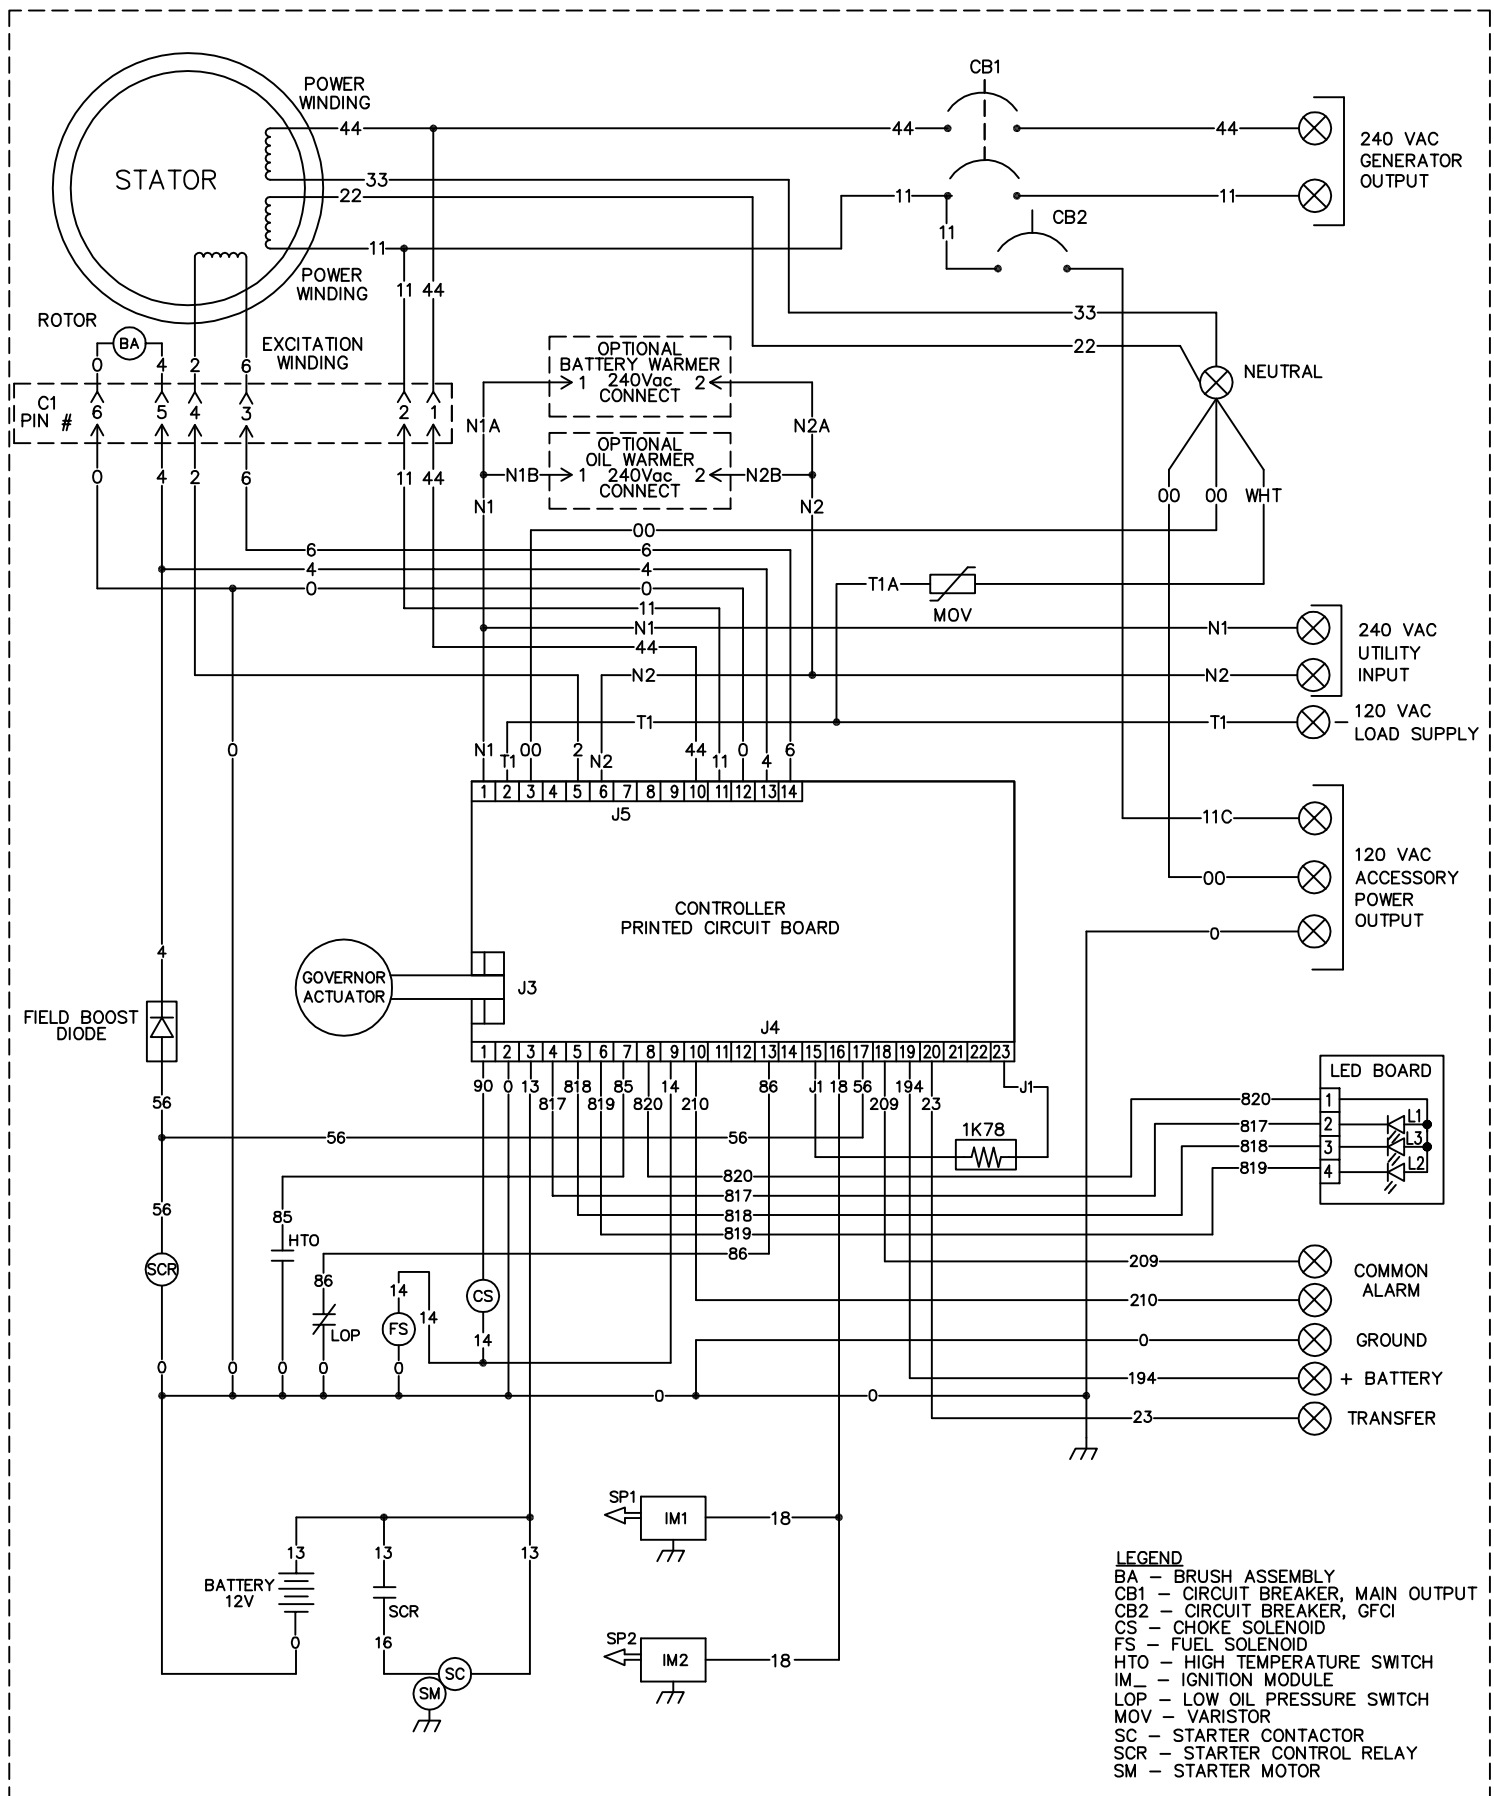 CB1
POWER
WINDING
44
44
44
240 VAC
GENERATOR
OUTPUT
STATOR
33
22
11
11
11
CB2
11
POWER
WINDING
11
44
33
22
NEUTRAL
ROTOR
BA
EXCITATION
WINDING
0
4
2
6
C1
PIN #
6
5
4
3
2
1
0
4
2
6
11
44
OPTIONAL
BATTERY WARMER
1 240Vac 2
CONNECT
N1A
N2A
OPTIONAL
OIL WARMER
N1B
1 240Vac 2
N2B
CONNECT
N1
N2
00
00
WHT
00
6
6
4
4
0
0
T1A
MOV
11
N1
N1
44
N2
N2
240 VAC
UTILITY
INPUT
T1
T1
120 VAC
LOAD SUPPLY
0
N1
T1
00
2
N2
44
11
0
4
6
1 2 3 4 5 6 7 8 9 10 11 12 13 14
J5
11C
00
0
120 VAC
ACCESSORY
POWER
OUTPUT
CONTROLLER
PRINTED CIRCUIT BOARD
4
GOVERNOR
ACTUATOR
J3
FIELD BOOST
DIODE
J4
1 2 3 4 5 6 7 8 9 10 11 12 13 14 15 16 17 18 19 20 21 22 23
90 0 13 818 85 14 86 J1 18 56 194 J1
817 819 820 210 209 23
56
56
56
1K78
LED BOARD
820
1
817
2
L1
818
3
L3
819
4
L2
820
817
818
819
86
56
85
HTO
86
LOP
14
FS
14
CS
14
SCR
209
COMMON
ALARM
210
0
GROUND
194
+ BATTERY
23
TRANSFER
0
0
0
0
0
0
0
SP1
IM1
18
13
13
13
BATTERY
12V
SCR
0
16
SC
SM
SP2
IM2
18
LEGEND
BA – BRUSH ASSEMBLY
CB1 – CIRCUIT BREAKER, MAIN OUTPUT
CB2 – CIRCUIT BREAKER, GFCI
CS – CHOKE SOLENOID
FS – FUEL SOLENOID
HTO – HIGH TEMPERATURE SWITCH
IM_ – IGNITION MODULE
LOP – LOW OIL PRESSURE SWITCH
MOV – VARISTOR
SC – STARTER CONTACTOR
SCR – STARTER CONTROL RELAY
SM – STARTER MOTOR